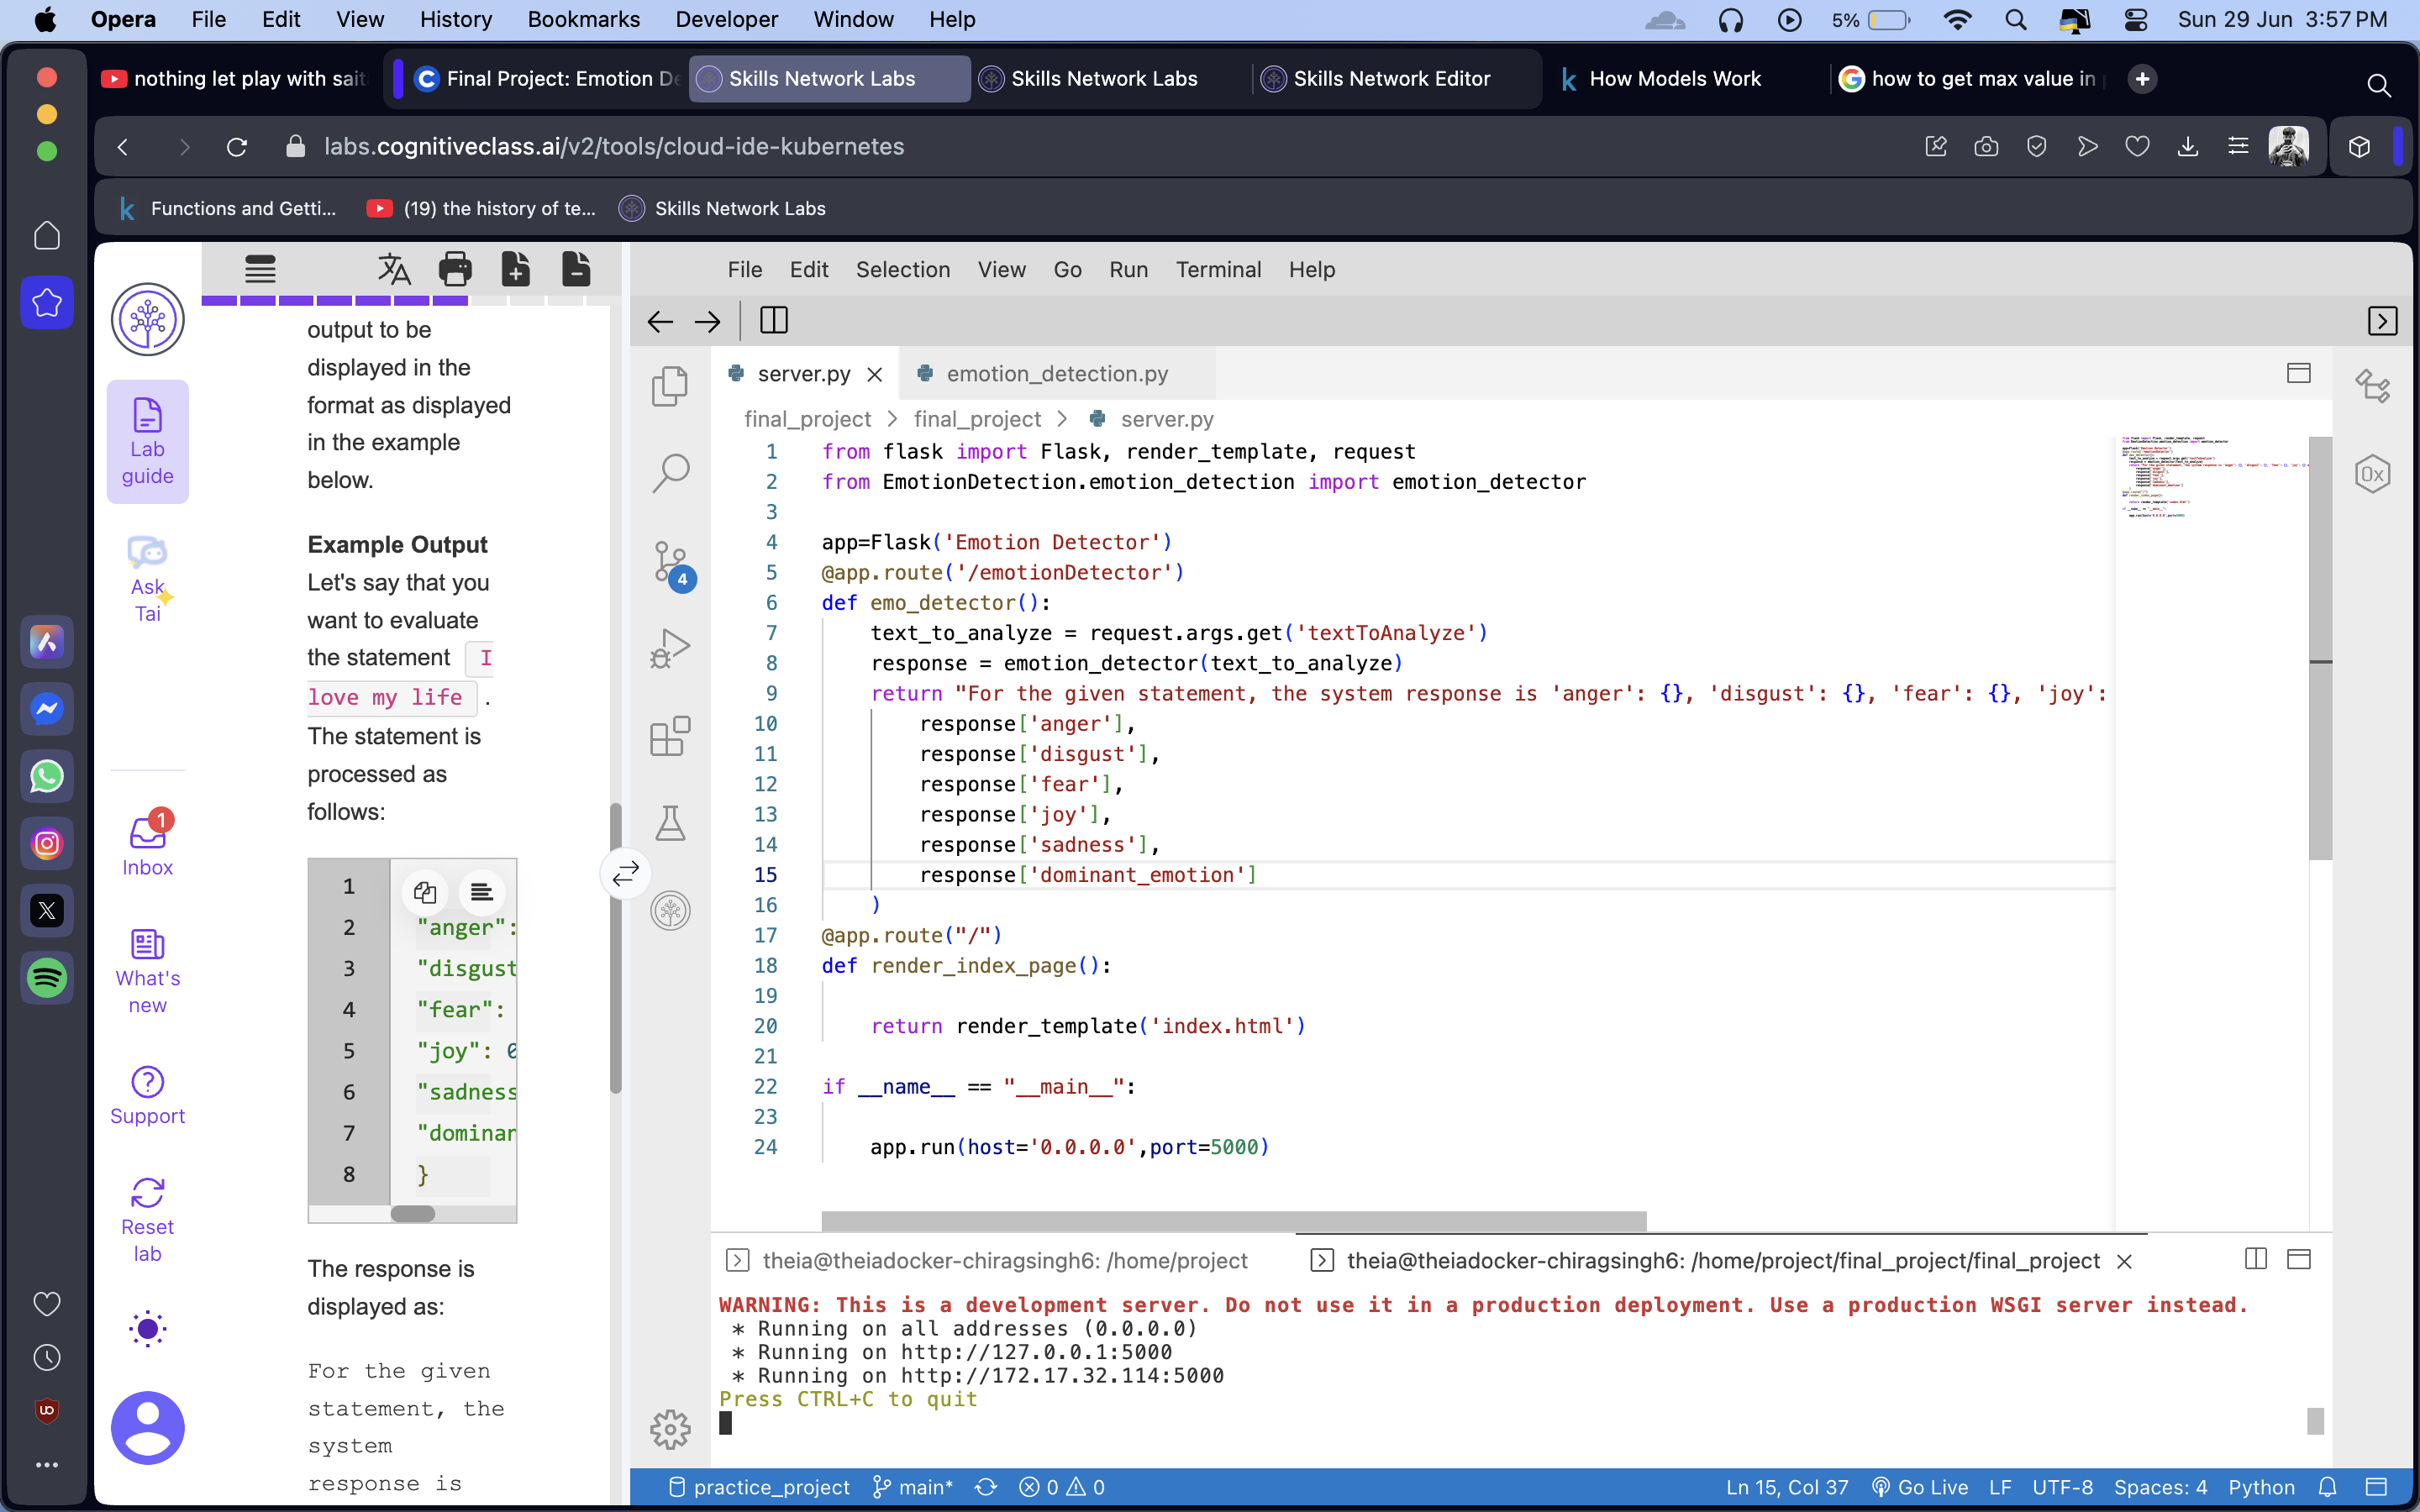 Opera File Edit View History Bookmarks Developer Window Help 5% Sun 29 Jun 3:57 PM
nothing let play with sait Final Project: Emotion De Skills Network Labs Skills Network Labs Skills Network Editor How Models Work how to get max value in
labs.cognitiveclass.ai/v2/tools/cloud-ide-kubernetes
Functions and Getti... (19) the history of te... Skills Network Labs
Lab guide
Ask Tai
1
Inbox
What's new
Support
Reset lab
output to be
displayed in the
format as displayed
in the example
below.
Example Output
Let's say that you
want to evaluate
the statement I
love my life .
The statement is
processed as
follows:
1
2 "anger":
3 "disgust
4 "fear":
5 "joy": 0
6 "sadness
7 "dominar
8 }
The response is
displayed as:
For the given
statement, the
system
response is
File Edit Selection View Go Run Terminal Help
4
server.py emotion_detection.py
final_project > final_project > server.py
1 from flask import Flask, render_template, request
2 from EmotionDetection.emotion_detection import emotion_detector
3
4 app=Flask('Emotion Detector')
5 @app.route('/emotionDetector')
6 def emo_detector():
7 text_to_analyze = request.args.get('textToAnalyze')
8 response = emotion_detector(text_to_analyze)
9 return "For the given statement, the system response is 'anger': {}, 'disgust': {}, 'fear': {}, 'joy':
10 response['anger'],
11 response['disgust'],
12 response['fear'],
13 response['joy'],
14 response['sadness'],
15 response['dominant_emotion']
16 )
17 @app.route("/")
18 def render_index_page():
19
20 return render_template('index.html')
21
22 if __name__ == "__main__":
23
24 app.run(host='0.0.0.0',port=5000)
theia@theiadocker-chiragsingh6: /home/project theia@theiadocker-chiragsingh6: /home/project/final_project/final_project
WARNING: This is a development server. Do not use it in a production deployment. Use a production WSGI server instead.
* Running on all addresses (0.0.0.0)
* Running on http://127.0.0.1:5000
* Running on http://172.17.32.114:5000
Press CTRL+C to quit
practice_project main* 0 0 Ln 15, Col 37 Go Live LF UTF-8 Spaces: 4 Python